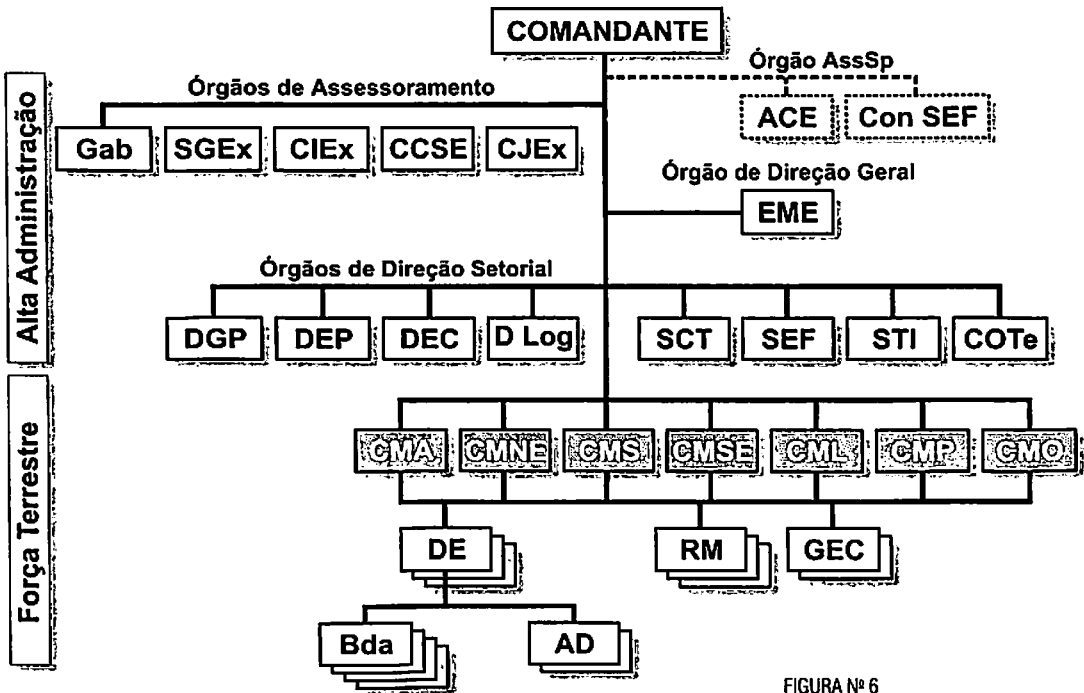 COMANDANTE
Órgão AssSp
Órgãos de Assessoramento
ACE Con SEF
Gab SGEx CIEx CCSE CJEx
Órgão de Direção Geral
EME
Órgãos de Direção Setorial
DGP DEP DEC D Log SCT SEF STI COTe
Alta Administração
CMA CMNE CMS CMSE CML CMP CMO
DE RM GEC
Bda AD
Força Terrestre
FIGURA Nº 6